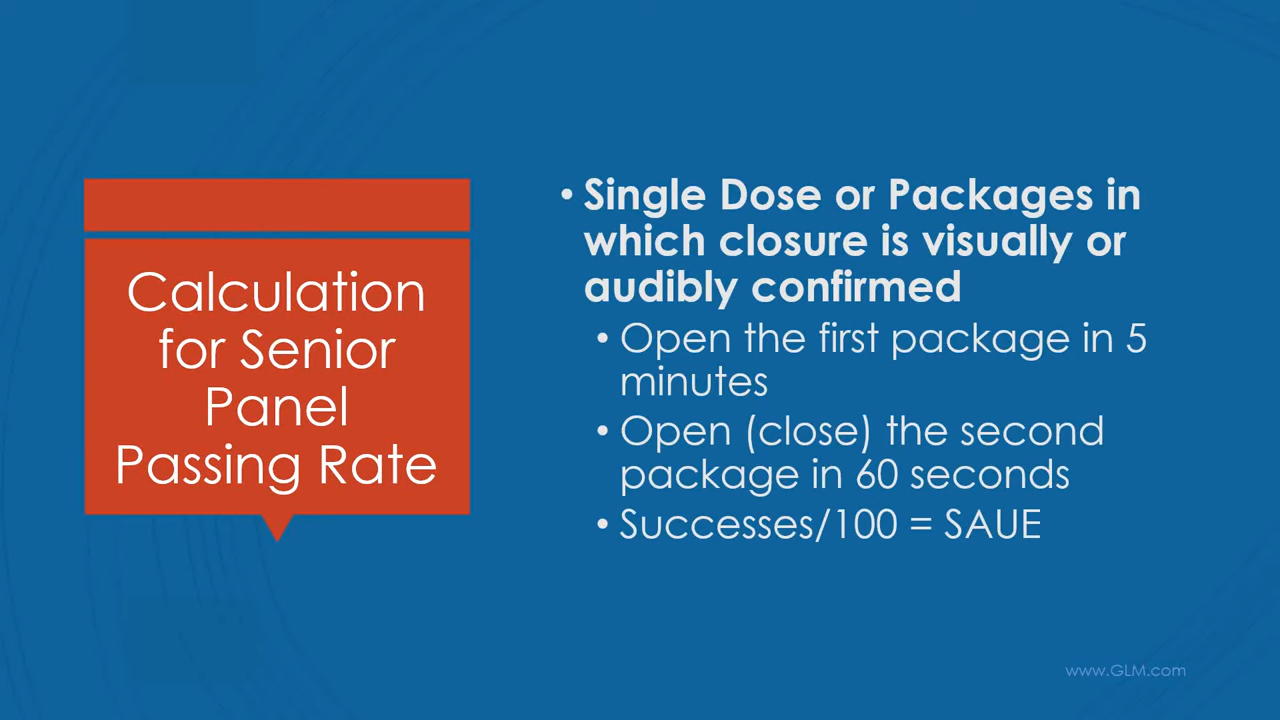 Calculation
for Senior
Panel
Passing Rate
• Single Dose or Packages in
which closure is visually or
audibly confirmed
• Open the first package in 5
minutes
• Open (close) the second
package in 60 seconds
• Successes/100 = SAUE
www.GLM.com